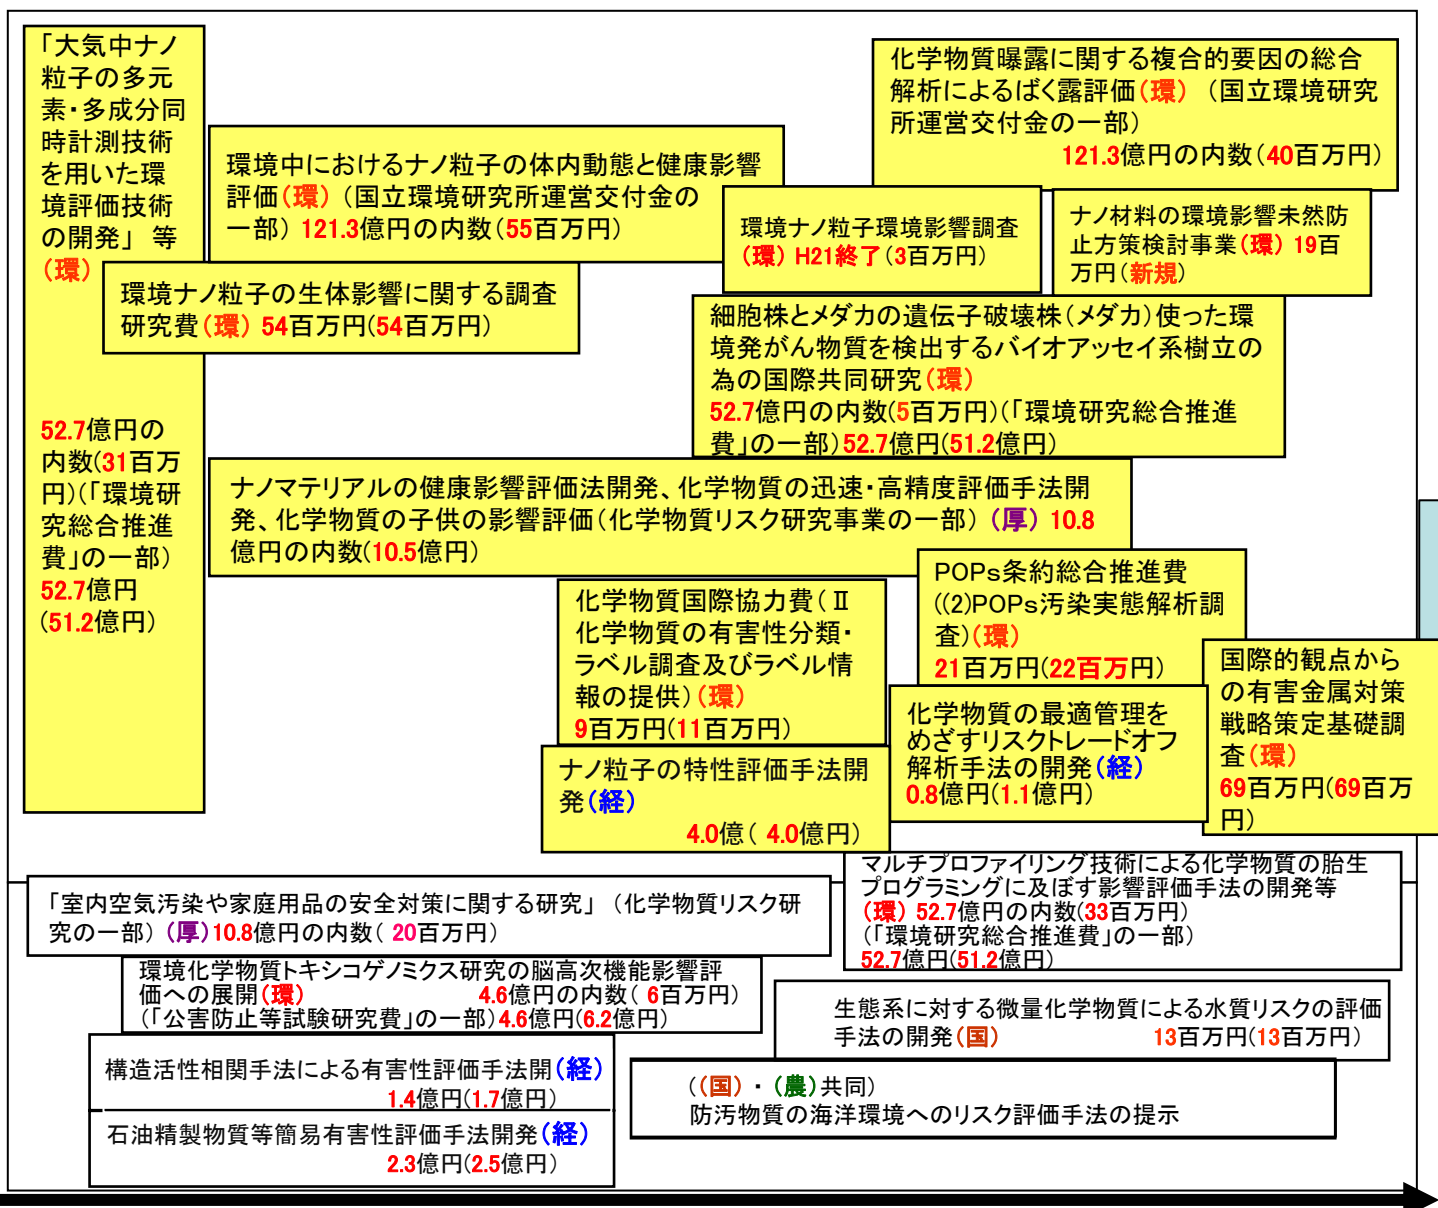 「大気中ナノ
粒子の多元
素・多成分同
時計測技術
を用いた環
境評価技術
の開発」 等
(環)
52.7億円の
内数(31百万
円)(「環境研
究総合推進
費」の一部)
52.7億円
(51.2億円)
化学物質曝露に関する複合的要因の総合
解析によるばく露評価(環) (国立環境研究
所運営交付金の一部)
121.3億円の内数(40百万円)
環境中におけるナノ粒子の体内動態と健康影響
評価(環) (国立環境研究所運営交付金の
一部) 121.3億円の内数(55百万円)
環境ナノ粒子環境影響調査
(環) H21終了(3百万円)
ナノ材料の環境影響未然防
止方策検討事業(環) 19百
万円(新規)
環境ナノ粒子の生体影響に関する調査
研究費(環) 54百万円(54百万円)
細胞株とメダカの遺伝子破壊株(メダカ)使った環
境発がん物質を検出するバイオアッセイ系樹立の
為の国際共同研究(環)
52.7億円の内数(5百万円)(「環境研究総合推進
費」の一部)52.7億円(51.2億円)
ナノマテリアルの健康影響評価法開発、化学物質の迅速・高精度評価手法開
発、化学物質の子供の影響評価(化学物質リスク研究事業の一部) (厚) 10.8
億円の内数(10.5億円)
化学物質国際協力費(Ⅱ
化学物質の有害性分類・
ラベル調査及びラベル情
報の提供)(環)
9百万円(11百万円)
POPs条約総合推進費
((2)POPs汚染実態解析調
査)(環)
21百万円(22百万円)
国際的観点から
の有害金属対策
戦略策定基礎調
査(環)
69百万円(69百万
円)
化学物質の最適管理を
めざすリスクトレードオフ
解析手法の開発(経)
0.8億円(1.1億円)
ナノ粒子の特性評価手法開
発(経)
4.0億( 4.0億円)
マルチプロファイリング技術による化学物質の胎生
プログラミングに及ぼす影響評価手法の開発等
(環) 52.7億円の内数(33百万円)
(「環境研究総合推進費」の一部)
52.7億円(51.2億円)
「室内空気汚染や家庭用品の安全対策に関する研究」 (化学物質リスク研
究の一部) (厚)10.8億円の内数( 20百万円)
環境化学物質トキシコゲノミクス研究の脳高次機能影響評
価への展開(環) 4.6億円の内数( 6百万円)
(「公害防止等試験研究費」の一部)4.6億円(6.2億円)
生態系に対する微量化学物質による水質リスクの評価
手法の開発(国) 13百万円(13百万円)
構造活性相関手法による有害性評価手法開(経)
1.4億円(1.7億円)
石油精製物質等簡易有害性評価手法開発(経)
2.3億円(2.5億円)
((国)・(農)共同)
防汚物質の海洋環境へのリスク評価手法の提示